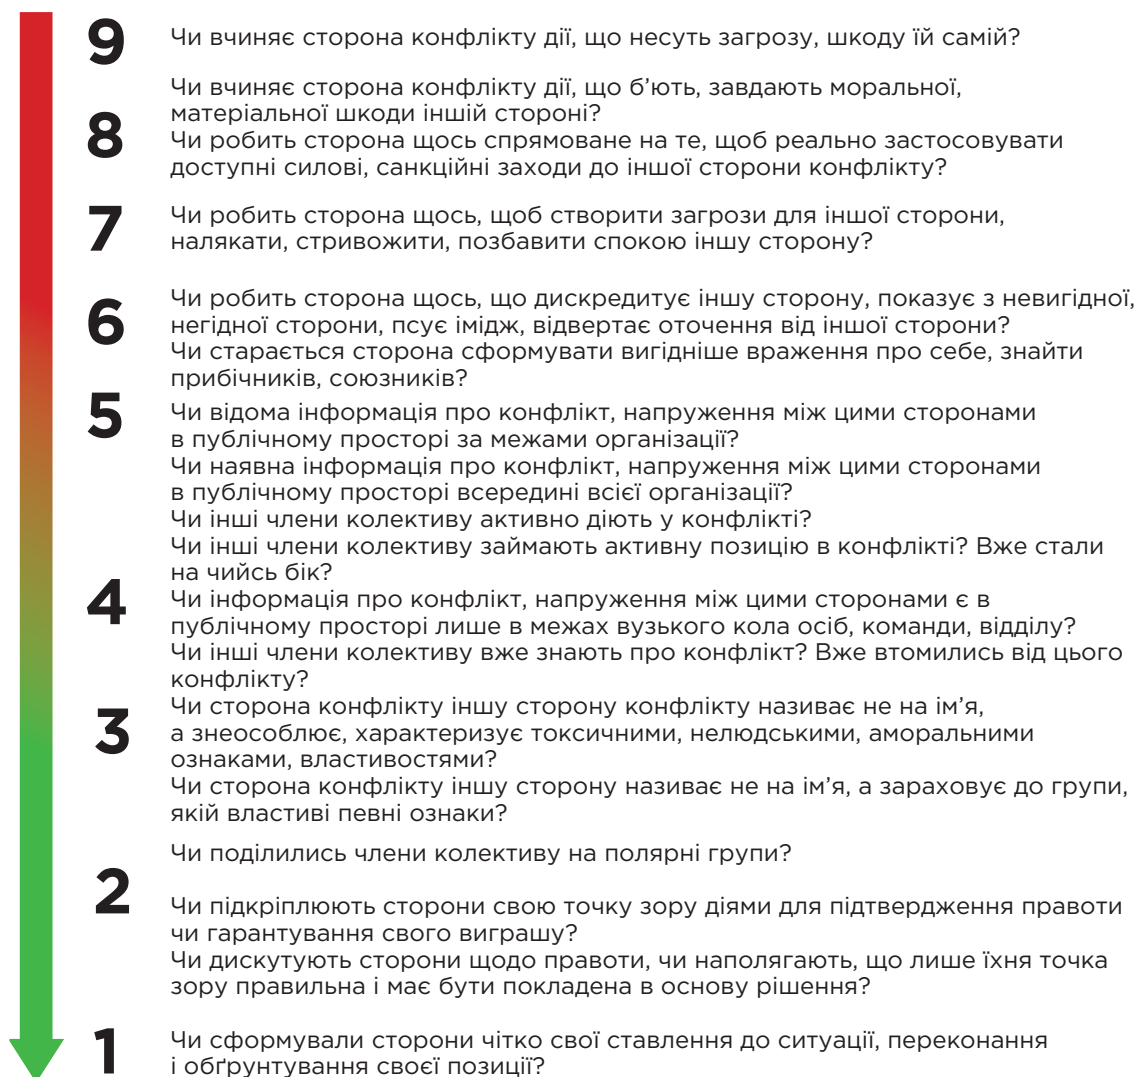 9
Чи вчиняє сторона конфлікту дії, що несуть загрозу, шкоду їй самій?
8
Чи вчиняє сторона конфлікту дії, що б’ють, завдають моральної,
матеріальної шкоди іншій стороні?
Чи робить сторона щось спрямоване на те, щоб реально застосовувати
доступні силові, санкційні заходи до іншої сторони конфлікту?
7
Чи робить сторона щось, щоб створити загрози для іншої сторони,
налякати, стривожити, позбавити спокою іншу сторону?
6
Чи робить сторона щось, що дискредитує іншу сторону, показує з невигідної,
негідної сторони, псує імідж, відвертає оточення від іншої сторони?
Чи старається сторона сформувати вигідніше враження про себе, знайти
прибічників, союзників?
5
Чи відома інформація про конфлікт, напруження між цими сторонами
в публічному просторі за межами організації?
Чи наявна інформація про конфлікт, напруження між цими сторонами
в публічному просторі всередині всієї організації?
Чи інші члени колективу активно діють у конфлікті?
Чи інші члени колективу займають активну позицію в конфлікті? Вже стали
на чийсь бік?
4
Чи інформація про конфлікт, напруження між цими сторонами є в
публічному просторі лише в межах вузького кола осіб, команди, відділу?
Чи інші члени колективу вже знають про конфлікт? Вже втомились від цього
конфлікту?
3
Чи сторона конфлікту іншу сторону конфлікту називає не на ім’я,
а знеособлює, характеризує токсичними, нелюдськими, аморальними
ознаками, властивостями?
Чи сторона конфлікту іншу сторону називає не на ім’я, а зараховує до групи,
якій властиві певні ознаки?
2
Чи поділились члени колективу на полярні групи?
Чи підкріплюють сторони свою точку зору діями для підтвердження правоти
чи гарантування свого виграшу?
Чи дискутують сторони щодо правоти, чи наполягають, що лише їхня точка
зору правильна і має бути покладена в основу рішення?
1
Чи сформували сторони чітко свої ставлення до ситуації, переконання
і обґрунтування своєї позиції?